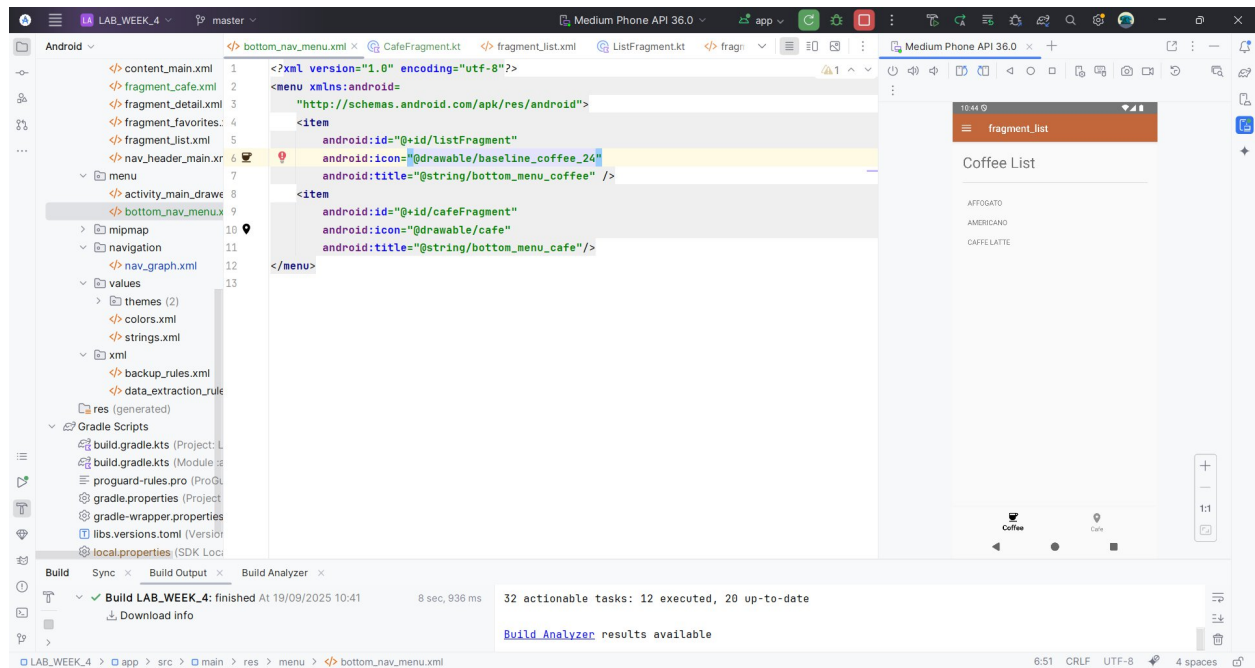 LAB_WEEK_4
master
Medium Phone API 36.0
app
Android
bottom_nav_menu.xml
CafeFragment.kt
fragment_list.xml
ListFragment.kt
fragn
Medium Phone API 36.0
content_main.xml
fragment_cafe.xml
fragment_detail.xml
fragment_favorites.
fragment_list.xml
nav_header_main.xr
menu
activity_main_drawe
bottom_nav_menu.x
mipmap
navigation
nav_graph.xml
values
themes (2)
colors.xml
strings.xml
xml
backup_rules.xml
data_extraction_rule
res (generated)
Gradle Scripts
build.gradle.kts (Project: L
build.gradle.kts (Module :a
proguard-rules.pro (ProGu
gradle.properties (Project
gradle-wrapper.properties
libs.versions.toml (Version
local.properties (SDK Loca
1 <?xml version="1.0" encoding="utf-8"?>
2 <menu xmlns:android=
3 "http://schemas.android.com/apk/res/android">
4 <item
5 android:id="@+id/listFragment"
6 android:icon="@drawable/baseline_coffee_24"
7 android:title="@string/bottom_menu_coffee" />
8 <item
9 android:id="@+id/cafeFragment"
10 android:icon="@drawable/cafe"
11 android:title="@string/bottom_menu_cafe"/>
12 </menu>
13
1
10:44
fragment_list
Coffee List
AFFOGATO
AMERICANO
CAFFE LATTE
Coffee
Cafe
1:1
Build
Sync
Build Output
Build Analyzer
Build LAB_WEEK_4: finished At 19/09/2025 10:41
8 sec, 936 ms
Download info
32 actionable tasks: 12 executed, 20 up-to-date
Build Analyzer results available
LAB_WEEK_4 > app > src > main > res > menu > bottom_nav_menu.xml
6:51
CRLF
UTF-8
4 spaces